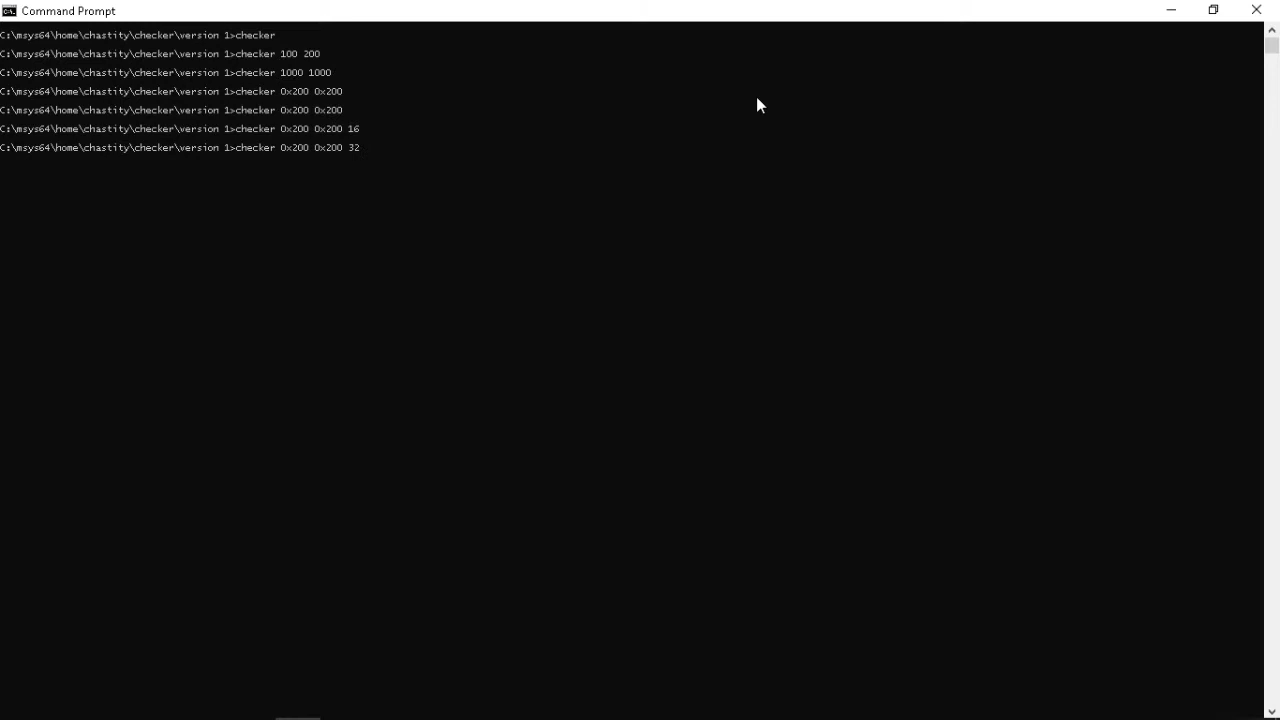 Command Prompt
C:\msys64\home\chastity\checker\version 1>checker
C:\msys64\home\chastity\checker\version 1>checker 100 200
C:\msys64\home\chastity\checker\version 1>checker 1000 1000
C:\msys64\home\chastity\checker\version 1>checker 0x200 0x200
C:\msys64\home\chastity\checker\version 1>checker 0x200 0x200
C:\msys64\home\chastity\checker\version 1>checker 0x200 0x200 16
C:\msys64\home\chastity\checker\version 1>checker 0x200 0x200 32